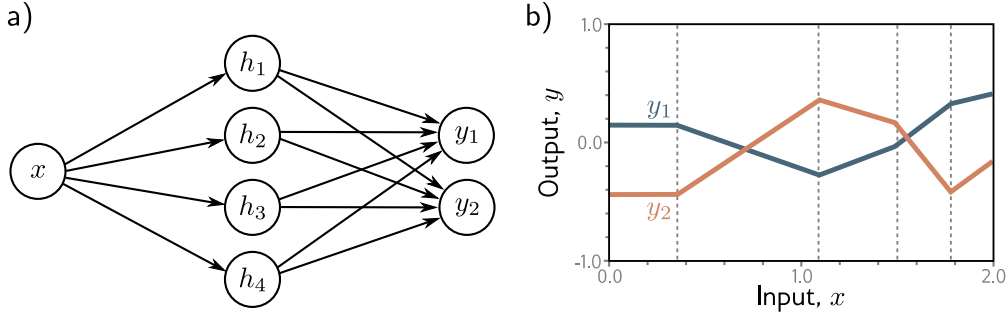 a)
x
h₁
h₂
h₃
h₄
y₁
y₂
b)
Output, y
1.0
0.0
-1.0
y₁
y₂
0.0
1.0
2.0
Input, x